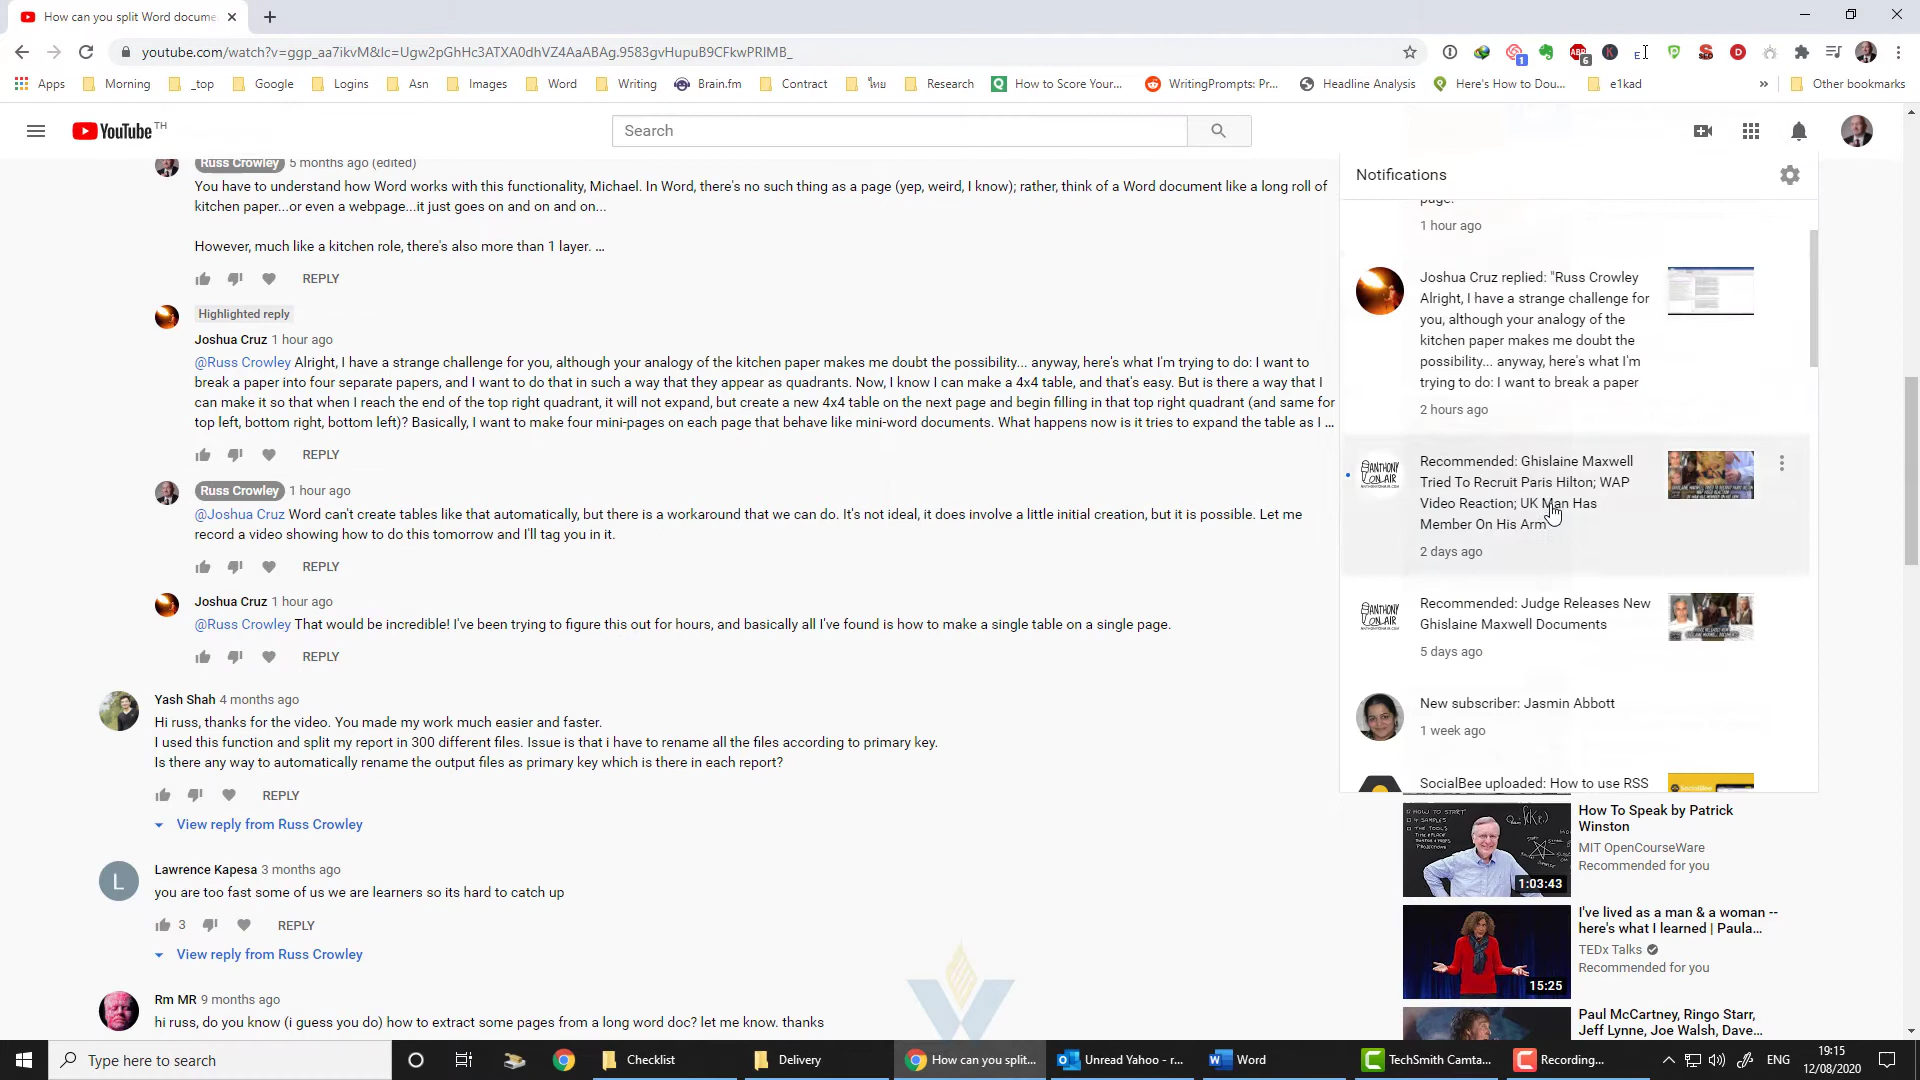 How can you split Word docume
youtube.com/watch?v=ggp_aa7ikvM&lc=Ugw2pGhHc3ATXA0dhVZ4AaABAg.9583gvHupuB9CFkwPRIMB_
Apps Morning _top Google Logins Asn Images Word Writing Brain.fm Contract ไทย Research How to Score Your... WritingPrompts: Pr... Headline Analysis Here's How to Dou... e1kad » Other bookmarks
YouTube TH
Search
Notifications
Russ Crowley 5 months ago (edited)
You have to understand how Word works with this functionality, Michael. In Word, there's no such thing as a page (yep, weird, I know); rather, think of a Word document like a long roll of
kitchen paper...or even a webpage...it just goes on and on and on...
However, much like a kitchen role, there's also more than 1 layer. ...
REPLY
Highlighted reply
Joshua Cruz 1 hour ago
@Russ Crowley Alright, I have a strange challenge for you, although your analogy of the kitchen paper makes me doubt the possibility... anyway, here's what I'm trying to do: I want to
break a paper into four separate papers, and I want to do that in such a way that they appear as quadrants. Now, I know I can make a 4x4 table, and that's easy. But is there a way that I
can make it so that when I reach the end of the top right quadrant, it will not expand, but create a new 4x4 table on the next page and begin filling in that top right quadrant (and same for
top left, bottom right, bottom left)? Basically, I want to make four mini-pages on each page that behave like mini-word documents. What happens now is it tries to expand the table as I ...
REPLY
Russ Crowley 1 hour ago
@Joshua Cruz Word can't create tables like that automatically, but there is a workaround that we can do. It's not ideal, it does involve a little initial creation, but it is possible. Let me
record a video showing how to do this tomorrow and I'll tag you in it.
REPLY
Joshua Cruz 1 hour ago
@Russ Crowley That would be incredible! I've been trying to figure this out for hours, and basically all I've found is how to make a single table on a single page.
REPLY
Yash Shah 4 months ago
Hi russ, thanks for the video. You made my work much easier and faster.
I used this function and split my report in 300 different files. Issue is that i have to rename all the files according to primary key.
Is there any way to automatically rename the output files as primary key which is there in each report?
REPLY
View reply from Russ Crowley
L
Lawrence Kapesa 3 months ago
you are too fast some of us we are learners so its hard to catch up
3 REPLY
View reply from Russ Crowley
Rm MR 9 months ago
hi russ, do you know (i guess you do) how to extract some pages from a long word doc? let me know. thanks
page.
1 hour ago
Joshua Cruz replied: "Russ Crowley
Alright, I have a strange challenge for
you, although your analogy of the
kitchen paper makes me doubt the
possibility... anyway, here's what I'm
trying to do: I want to break a paper
2 hours ago
ANTHONY
ON AIR
Recommended: Ghislaine Maxwell
Tried To Recruit Paris Hilton; WAP
Video Reaction; UK Man Has
Member On His Arm
2 days ago
ANTHONY
ON AIR
Recommended: Judge Releases New
Ghislaine Maxwell Documents
5 days ago
New subscriber: Jasmin Abbott
1 week ago
SocialBee uploaded: How to use RSS
How To Speak by Patrick
Winston
MIT OpenCourseWare
Recommended for you
1:03:43
I've lived as a man & a woman --
here's what I learned | Paula...
TEDx Talks
Recommended for you
15:25
Paul McCartney, Ringo Starr,
Jeff Lynne, Joe Walsh, Dave...
Type here to search
Checklist
Delivery
How can you split...
Unread Yahoo - r...
Word
TechSmith Camta...
Recording...
ENG
19:15
12/08/2020